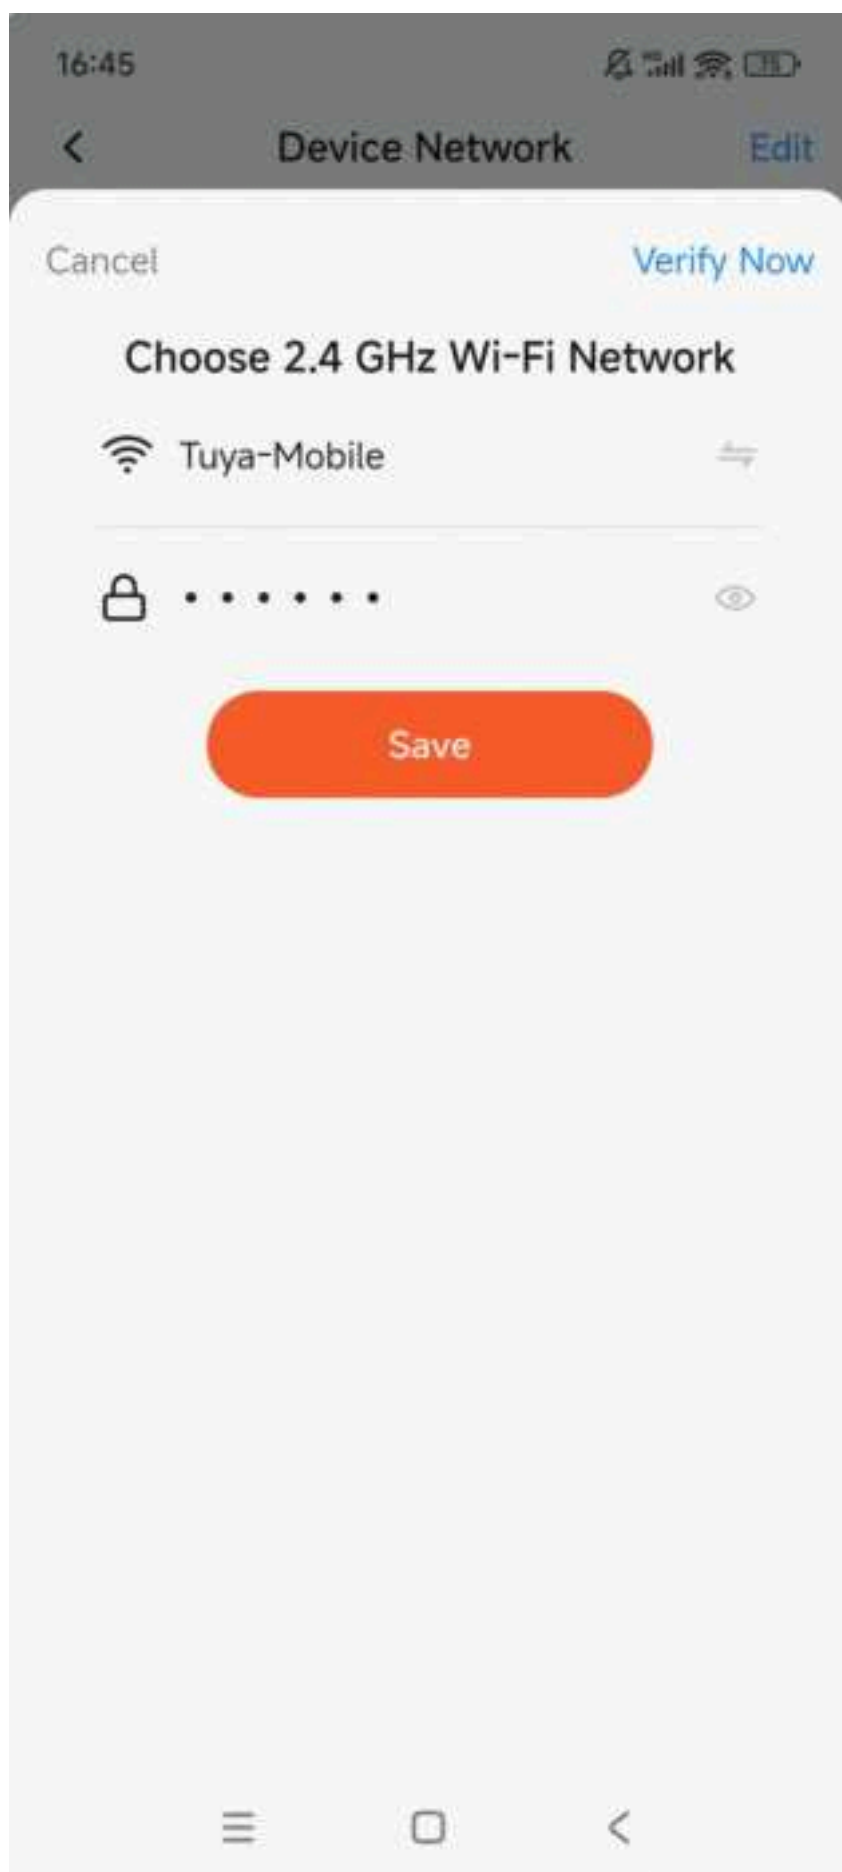 16:45
Device Network
Edit
Cancel
Verify Now
Choose 2.4 GHz Wi-Fi Network
Tuya-Mobile
Save